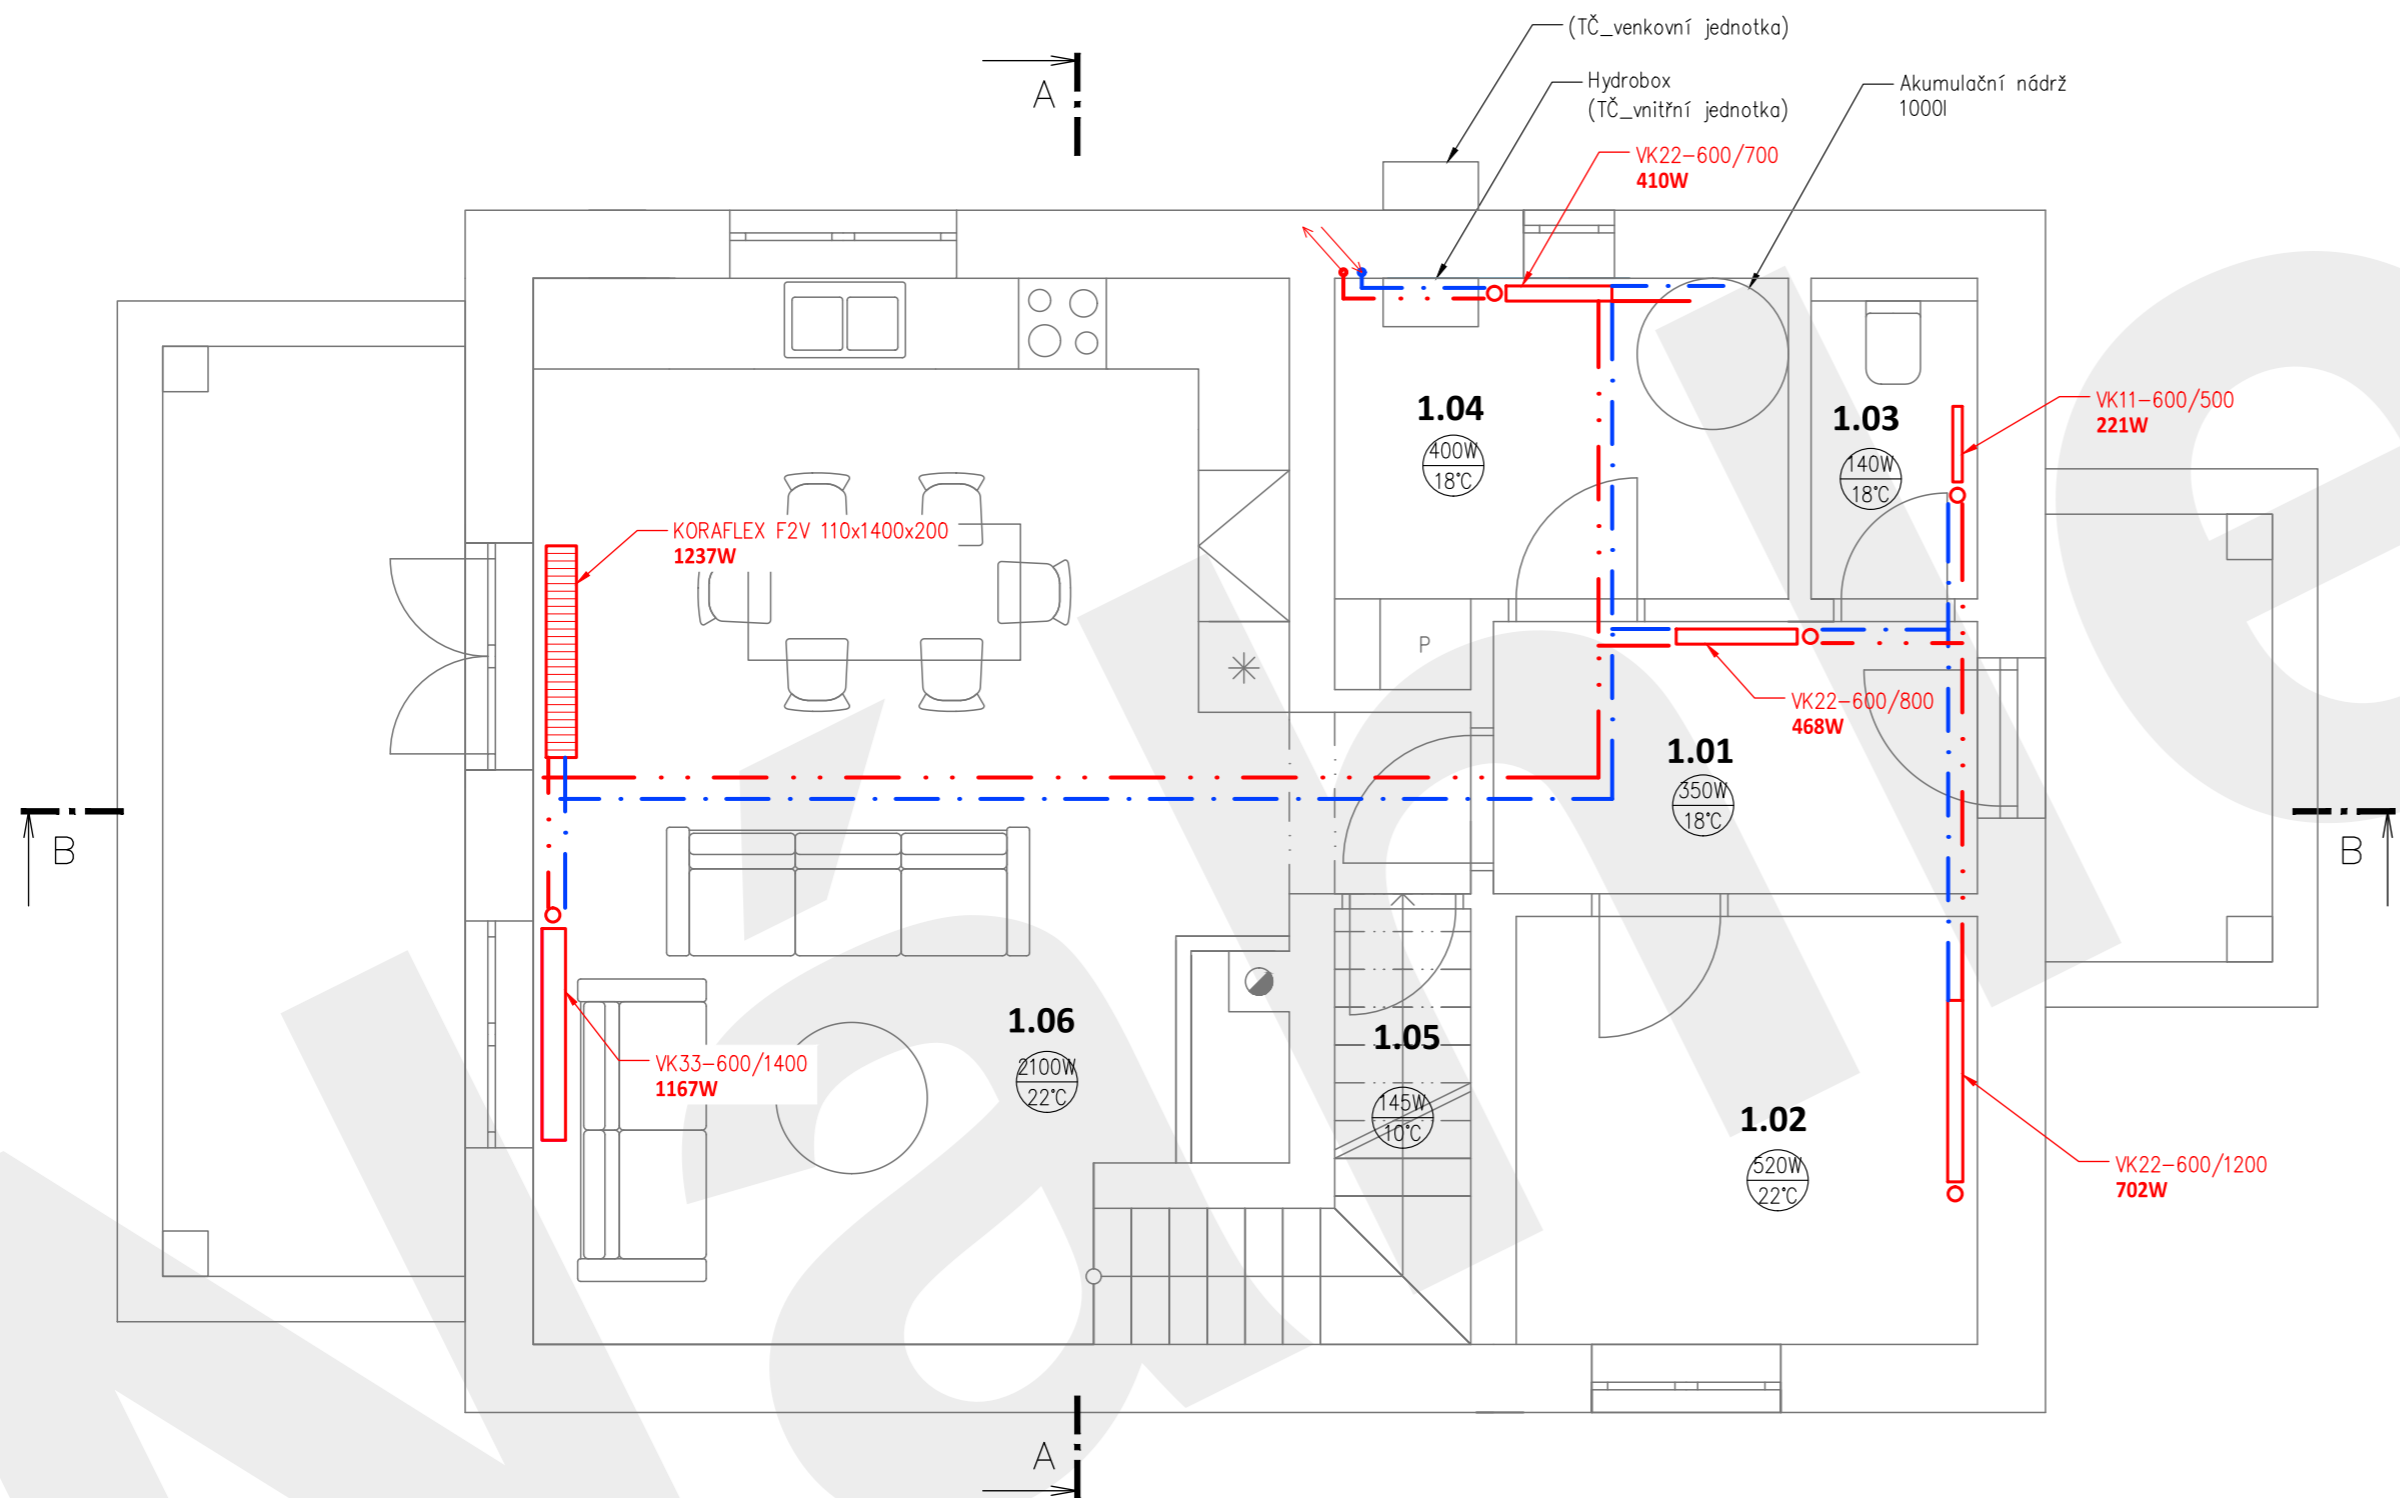 (TČ_venkovní jednotka)
Hydrobox
(TČ_vnitřní jednotka)
Akumulační nádrž
1000l
A
VK22-600/700
410W
1.04
400W
18°C
1.03
140W
18°C
VK11-600/500
221W
KORAFLEX F2V 110x1400x200
1237W
P
VK22-600/800
468W
1.01
350W
18°C
B
B
1.06
2100W
22°C
1.05
145W
10°C
VK33-600/1400
1167W
1.02
520W
22°C
VK22-600/1200
702W
A